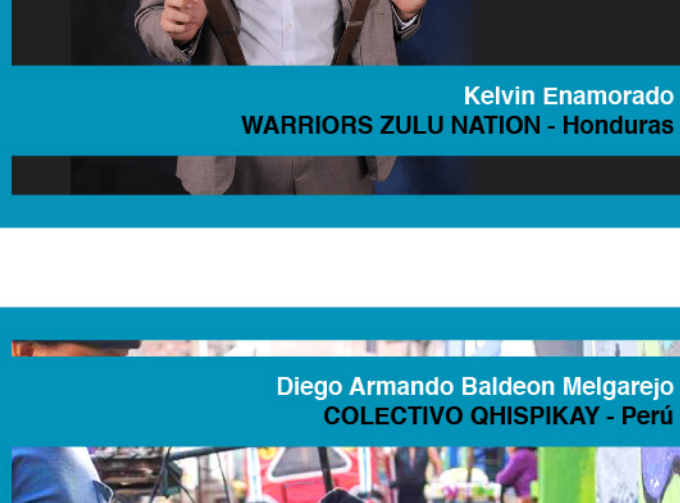 Kelvin Enamorado
WARRIORS ZULU NATION - Honduras
Diego Armando Baldeon Melgarejo
COLECTIVO QHISPIKAY - Perú